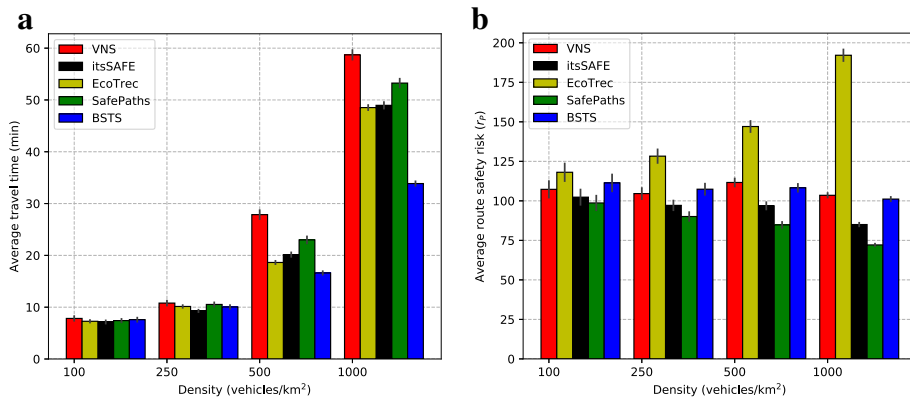 a
60
50
40
30
20
10
0
Average travel time (min)
VNS
itsSAFE
EcoTrec
SafePaths
BSTS
100
250
500
1000
Density (vehicles/km²)
b
200
175
150
125
100
75
50
25
0
Average route safety risk (rₚ)
VNS
itsSAFE
EcoTrec
SafePaths
BSTS
100
250
500
1000
Density (vehicles/km²)